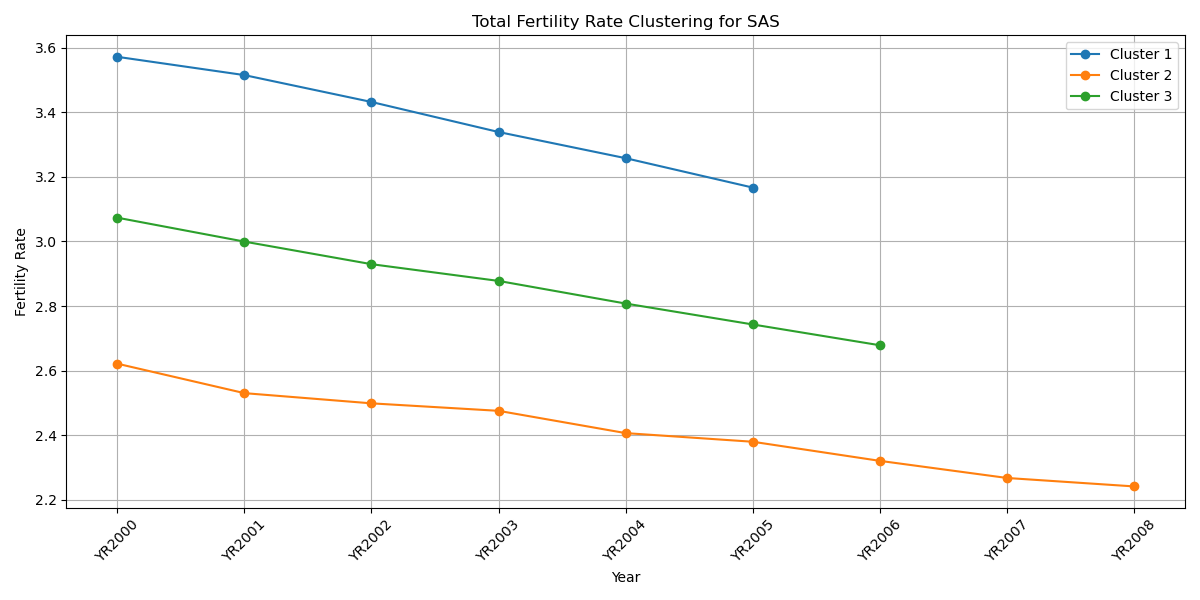 Total Fertility Rate Clustering for SAS
Cluster 1
Cluster 2
Cluster 3
Fertility Rate
3.6
3.4
3.2
3.0
2.8
2.6
2.4
2.2
YR2000
YR2001
YR2002
YR2003
YR2004
YR2005
YR2006
YR2007
YR2008
Year